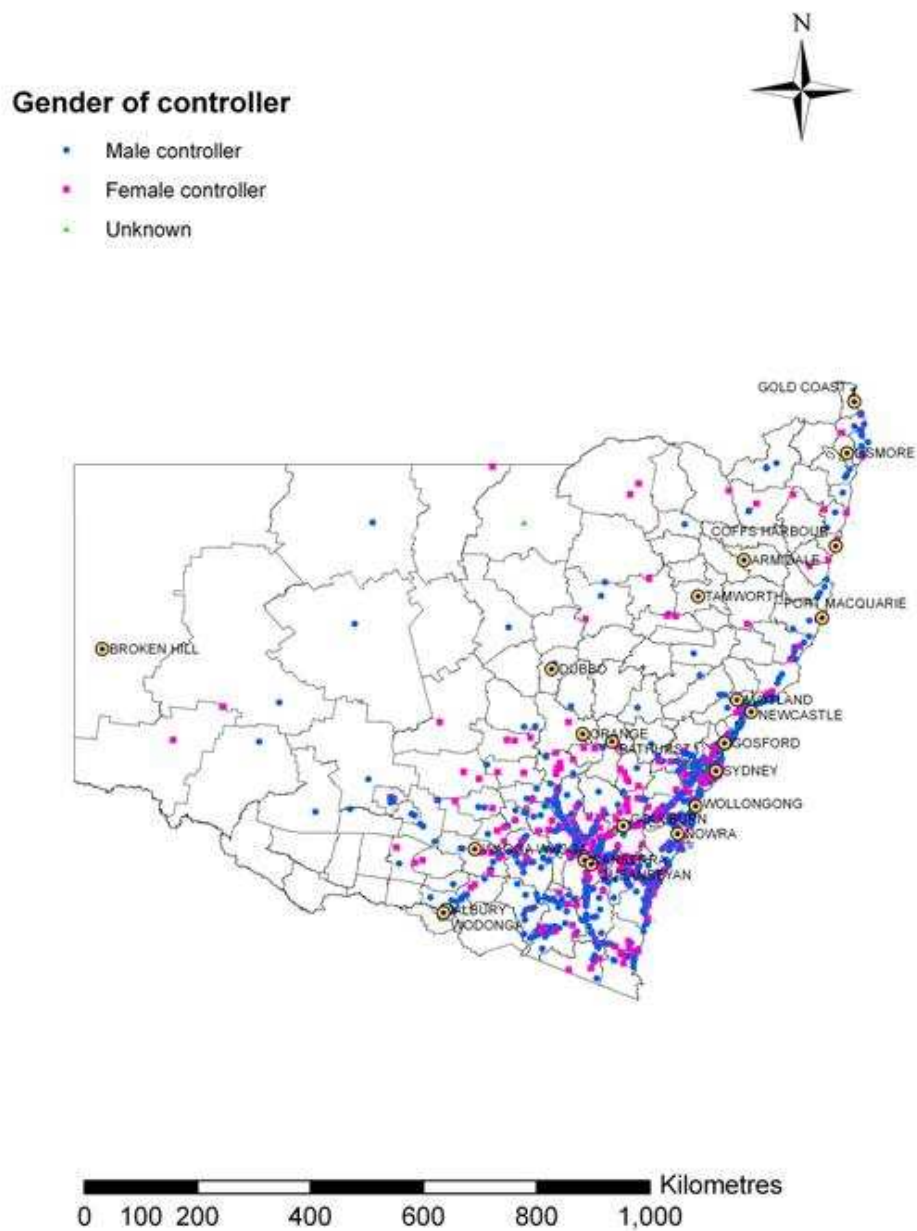 N
Gender of controller
Male controller
Female controller
Unknown
GOLD COAST
COFFS HARBOUR
ARMIDALE
TAMWORTH
PORT MACQUARIE
BROKEN HILL
DUBBO
MAITLAND
NEWCASTLE
ORANGE
BATHURST
GOSFORD
SYDNEY
WOLLONGONG
GOULBURN
NOWRA
CANBERRA
ALBURY
WODONGA
Kilometres
0 100 200 400 600 800 1,000